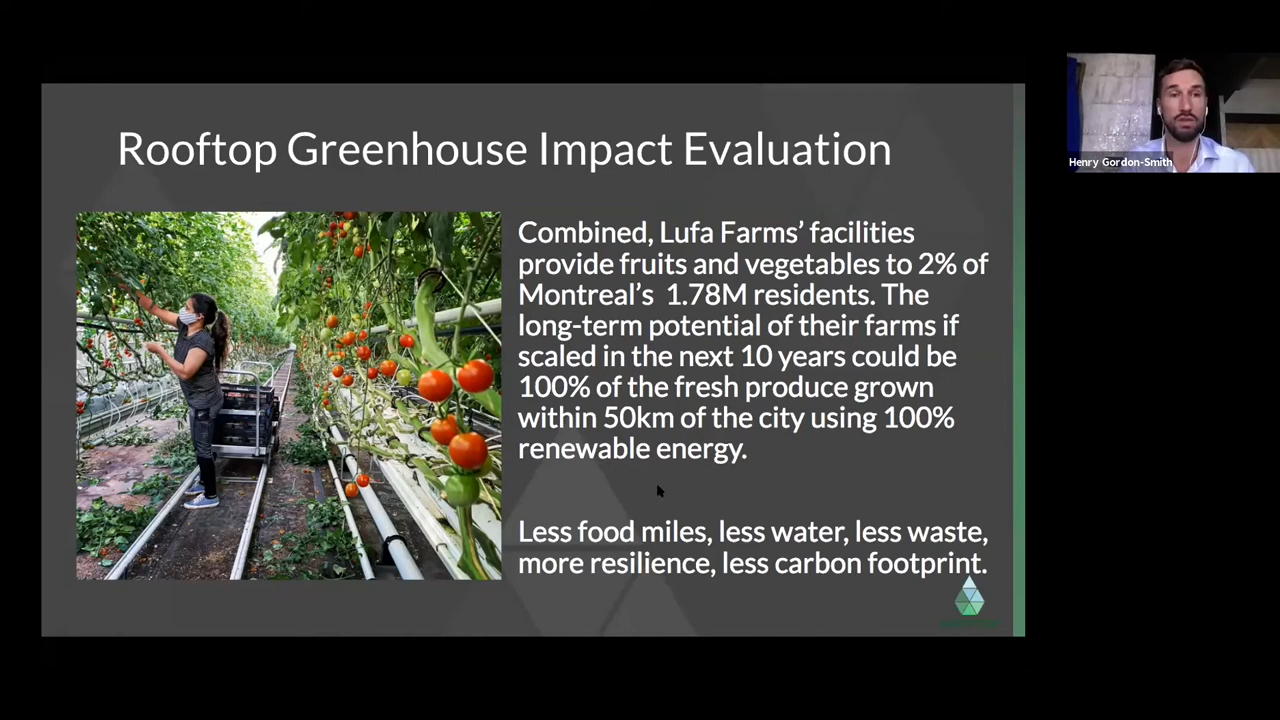 Rooftop Greenhouse Impact Evaluation
Combined, Lufa Farms’ facilities
provide fruits and vegetables to 2% of
Montreal’s 1.78M residents. The
long-term potential of their farms if
scaled in the next 10 years could be
100% of the fresh produce grown
within 50km of the city using 100%
renewable energy.
Less food miles, less water, less waste,
more resilience, less carbon footprint.
Henry Gordon-Smith